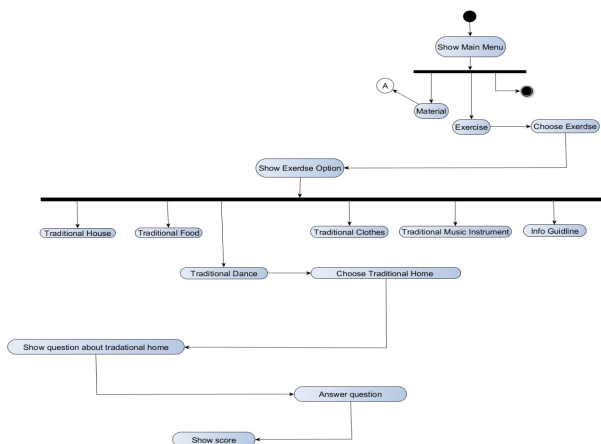 Show Main Menu
A
Material
Exercise
Choose Exerdse
Show Exerdse Option
Traditional House
Traditional Food
Traditional Clothes
Traditional Music Instrument
Info Guidline
Traditional Dance
Choose Traditional Home
Show question about tradational home
Answer question
Show score